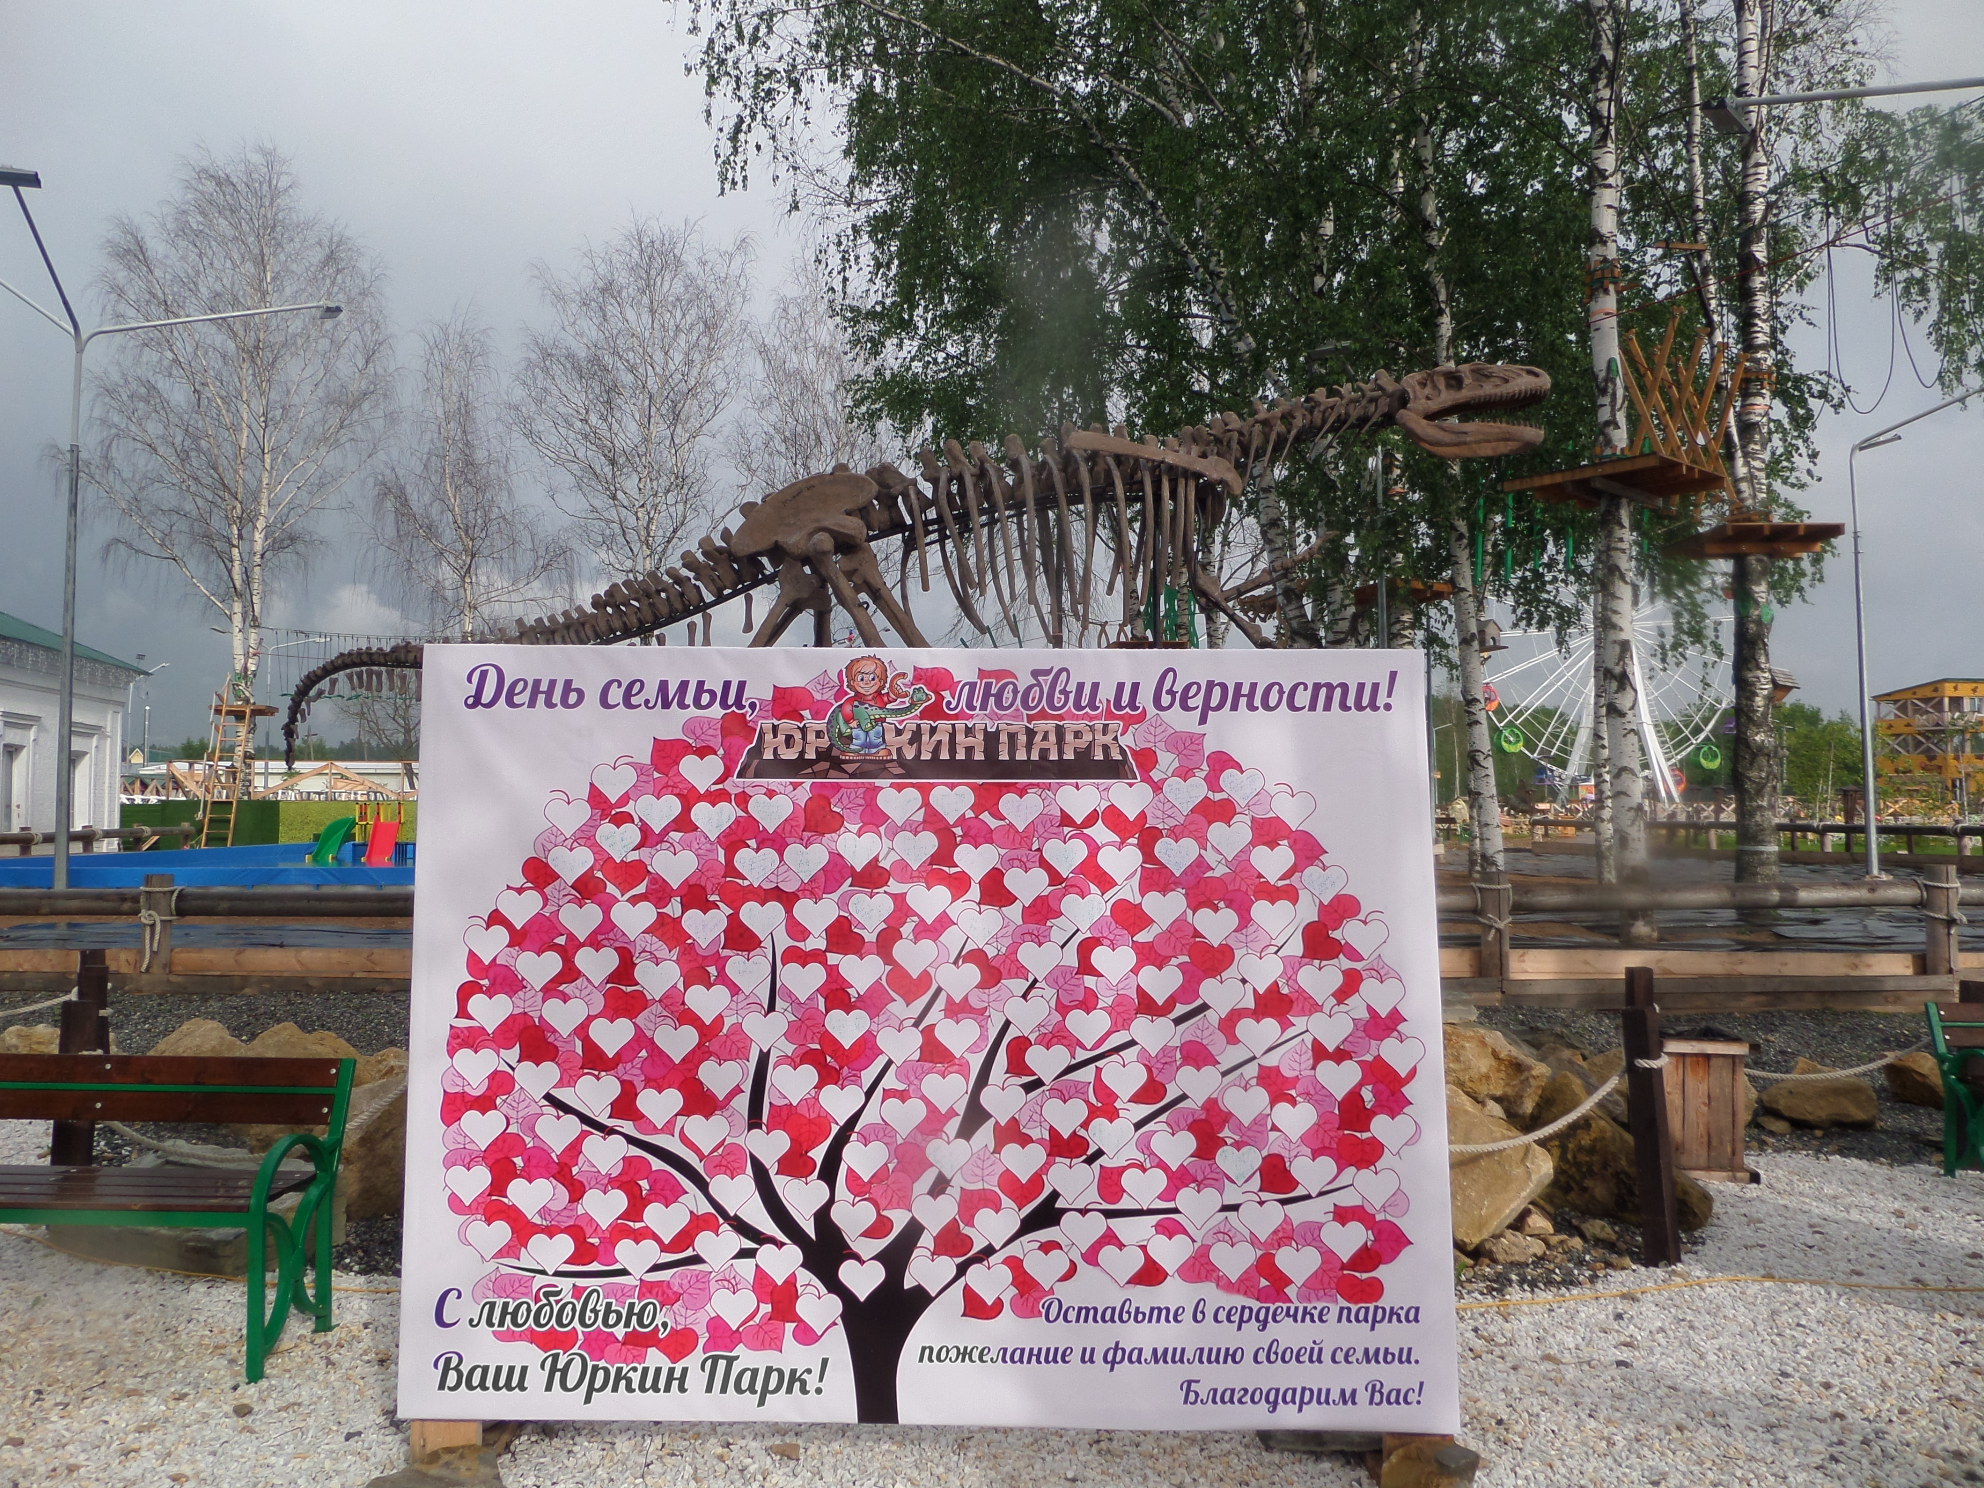 День семьи, любви и верности!
ЮРКИН ПАРК
С любовью,
Ваш Юркин Парк!
Оставьте в сердечке парка
пожелание и фамилию своей семьи.
Благодарим Вас!